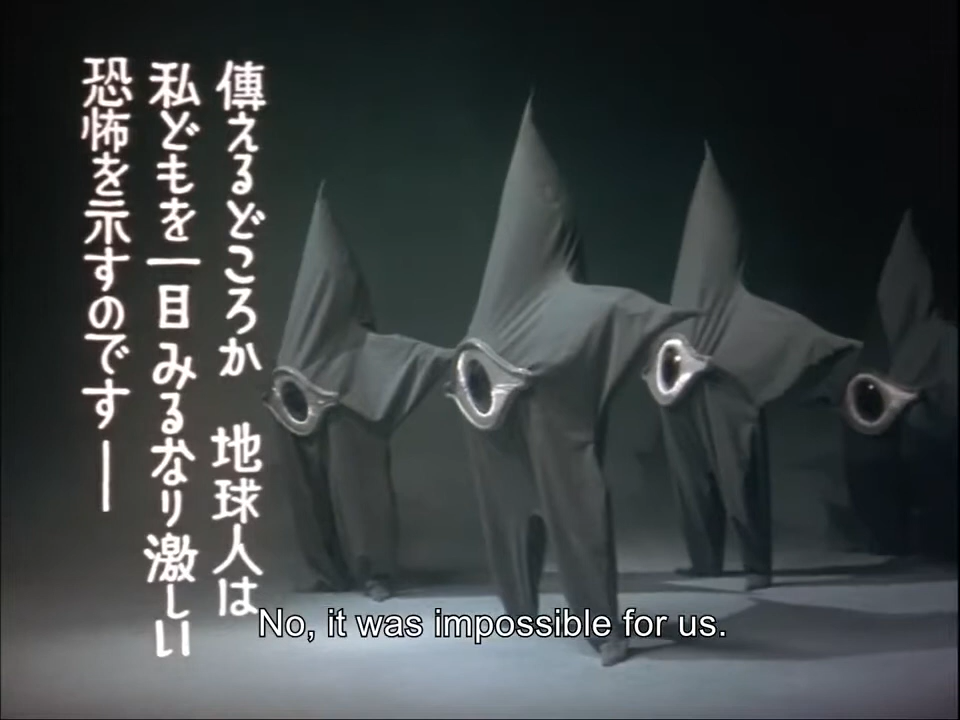 傳えるどころか　地球人は
私どもを一目みるなり激しい
恐怖を示すのです――
No, it was impossible for us.